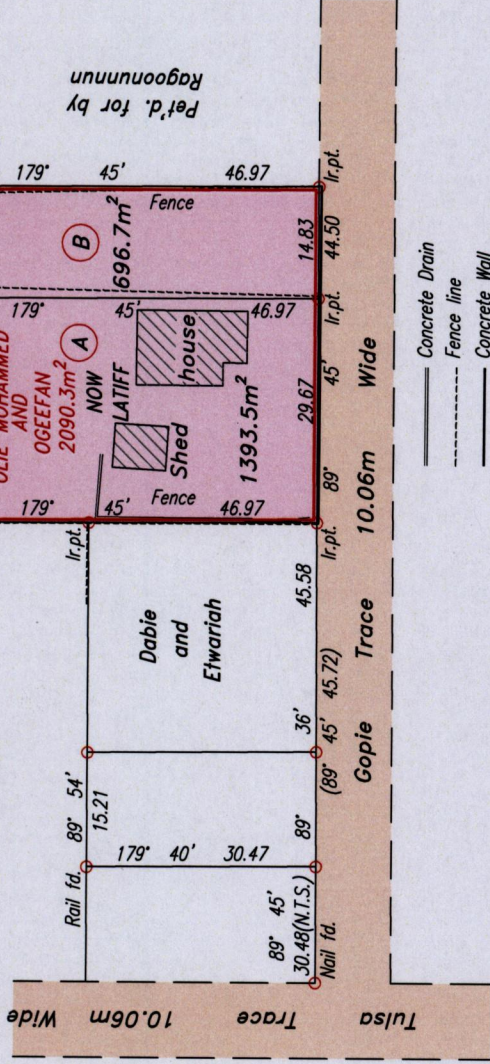 Pet'd. for by
Ragoonunun
179° 45' 46.97
Fence
B
696.7m²
179° 45' 46.97
AND
OGEEFAN
2090.3m²
A
NOW
LATIFF
house
Shed
1393.5m²
Fence
179° 45' 46.97
14.83
29.67
89° 45' 44.50
Ir.pt.
Ir.pt.
Ir.pt.
Ir.pt.
Dabie
and
Etwariah
89° 36' 45.58
(89° 45' 45.72)
Rail fd. 89° 54'
15.21
179° 40' 30.47
89° 45'
30.48(N.T.S.)
Nail fd.
Gopie Trace 10.06m Wide
Tulsa Trace 10.06m Wide
Concrete Drain
Fence line
Concrete Wall